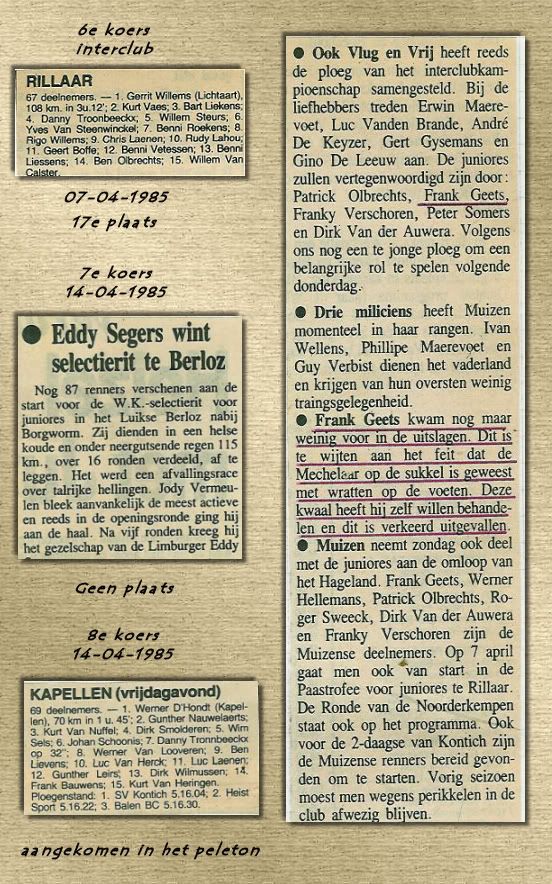 6e koers
interclub
RILLAAR
67 deelnemers. — 1. Gerrit Willems (Lichtaart),
108 km. in 3u.12'; 2. Kurt Vaes; 3. Bart Liekens;
4. Danny Troonbeeckx; 5. Willem Steurs; 6.
Yves Van Steenwinckel; 7. Benni Roekens; 8.
Rigo Willems; 9. Chris Laenen; 10. Rudy Lahou;
11. Geert Boffe; 12. Benni Vetessen; 13. Benni
Liessens; 14. Ben Olbrechts; 15. Willem Van
Calster.
07-04-1985
17e plaats
7e koers
14-04-1985
● Eddy Segers wint
selectierit te Berloz
Nog 87 renners verschenen aan de
start voor de W.K.-selectierit voor
juniores in het Luikse Berloz nabij
Borgworm. Zij dienden in een helse
koude en onder neergutsende regen 115
km., over 16 ronden verdeeld, af te
leggen. Het werd een afvallingsrace
over talrijke hellingen. Jody Vermeu-
len bleek aanvankelijk de meest actieve
en reeds in de openingsronde ging hij
aan de haal. Na vijf ronden kreeg hij
het gezelschap van de Limburger Eddy
Geen plaats
8e koers
14-04-1985
KAPELLEN (vrijdagavond)
69 deelnemers. — 1. Werner D'Hondt (Kapel-
len), 70 km in 1 u. 45'; 2. Gunther Nauwelaerts;
3. Kurt Van Nuffel; 4. Dirk Smolderen; 5. Wim
Sels; 6. Johan Schoonis; 7. Danny Tronnbeeckx
op 32"; 8. Werner Van Looveren; 9. Ben
Lievens; 10. Luc Van Herck; 11. Luc Laenen;
12. Gunther Leirs; 13. Dirk Wilmussen; 14.
Frank Bauwens; 15. Kurt Van Heringen.
Ploegenstand: 1. SV Kontich 5.16.04; 2. Heist
Sport 5.16.22; 3. Balen BC 5.16.30.
aangekomen in het peleton
● Ook Vlug en Vrij heeft reeds
de ploeg van het interclubkam-
pioenschap samengesteld. Bij de
liefhebbers treden Erwin Maere-
voet, Luc Vanden Brande, André
De Keyzer, Gert Gysemans en
Gino De Leeuw aan. De juniores
zullen vertegenwoordigd zijn door:
Patrick Olbrechts, Frank Geets,
Franky Verschoren, Peter Somers
en Dirk Van der Auwera. Volgens
ons nog een te jonge ploeg om een
belangrijke rol te spelen volgende
donderdag.
● Drie miliciens heeft Muizen
momenteel in haar rangen. Ivan
Wellens, Phillipe Maerevoet en
Guy Verbist dienen het vaderland
en krijgen van hun oversten weinig
traingsgelegenheid.
● Frank Geets kwam nog maar
weinig voor in de uitslagen. Dit is
te wijten aan het feit dat de
Mechelaar op de sukkel is geweest
met wratten op de voeten. Deze
kwaal heeft hij zelf willen behande-
len en dit is verkeerd uitgevallen.
● Muizen neemt zondag ook deel
met de juniores aan de omloop van
het Hageland. Frank Geets, Werner
Hellemans, Patrick Olbrechts, Ro-
ger Sweeck, Dirk Van der Auwera
en Franky Verschoren zijn de
Muizense deelnemers. Op 7 april
gaat men ook van start in de
Paastrofee voor juniores te Rillaar.
De Ronde van de Noorderkempen
staat ook op het programma. Ook
voor de 2-daagse van Kontich zijn
de Muizense renners bereid gevon-
den om te starten. Vorig seizoen
moest men wegens perikkelen in de
club afwezig blijven.